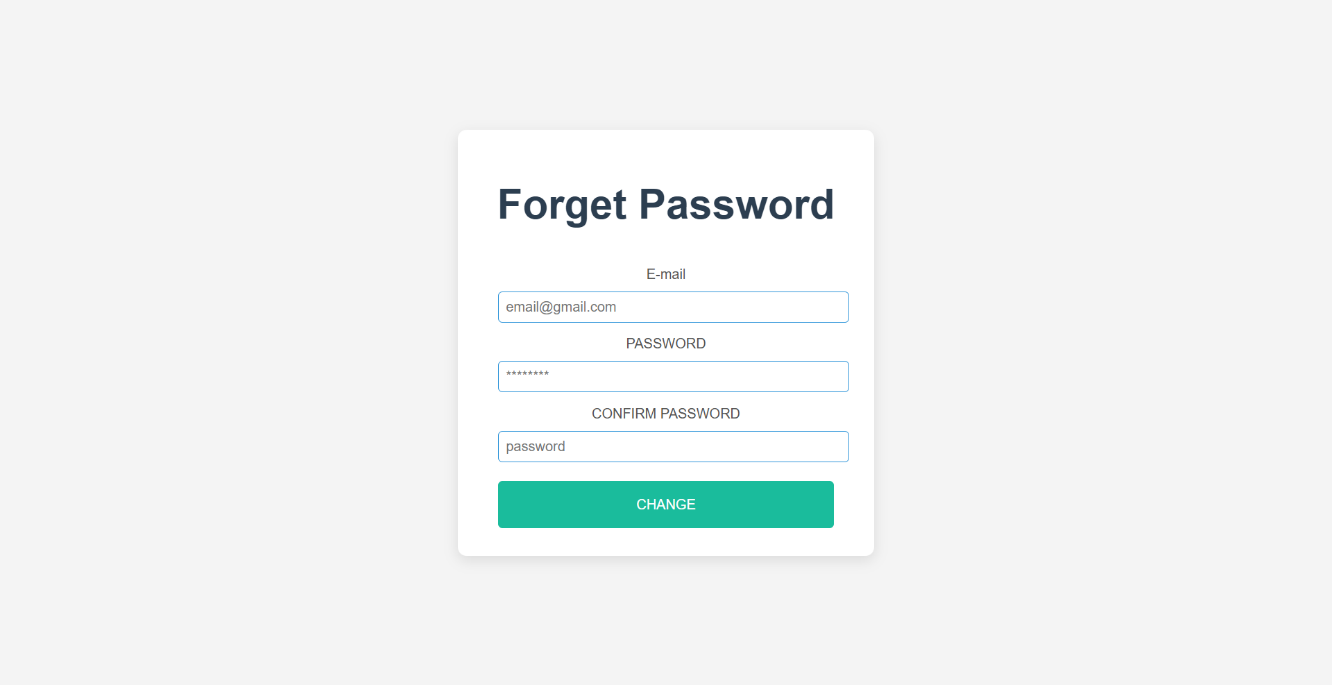 Forget Password
E-mail
email@gmail.com
PASSWORD
********
CONFIRM PASSWORD
password
CHANGE